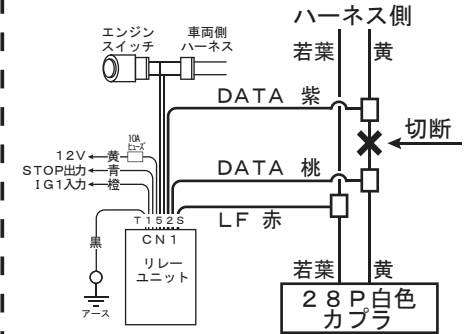 ハーネス側
エンジン
スイッチ
車両側
ハーネス
若葉 黄
DATA 紫
切断
10A
ヒューズ
12V 黄
STOP出力 青
IG1入力 橙
DATA 桃
T152S
LF 赤
CN1
黒
リレー
ユニット
アース
若葉 黄
28P白色
カプラ